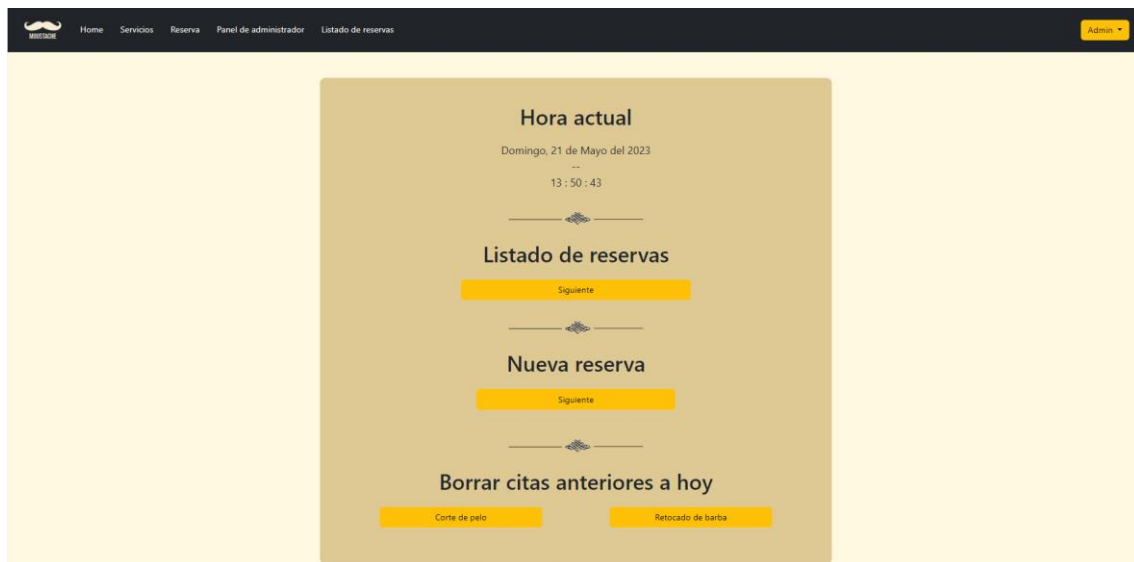 MOUSTACHE
Home Servicios Reserva Panel de administrador Listado de reservas Admin
Hora actual
Domingo, 21 de Mayo del 2023
--
13 : 50 : 43
Listado de reservas
Siguiente
Nueva reserva
Siguiente
Borrar citas anteriores a hoy
Corte de pelo Retocado de barba